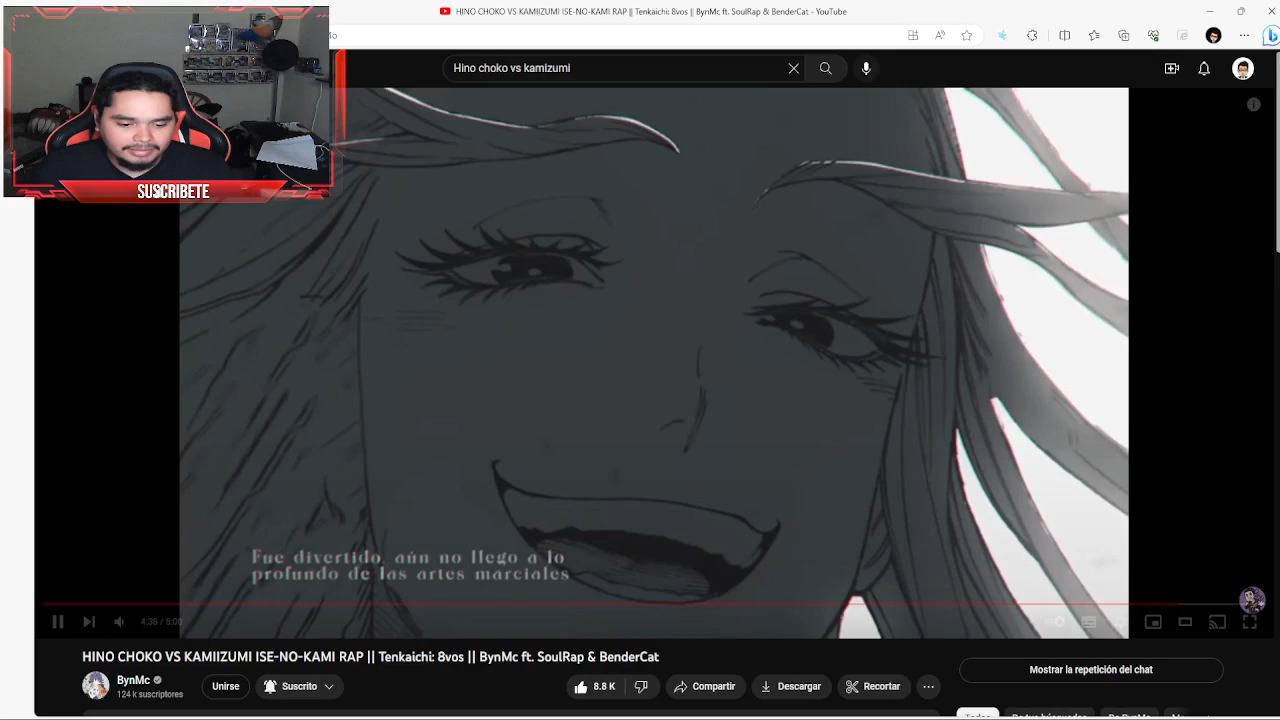 HINO CHOKO VS KAMIIZUMI ISE-NO-KAMI RAP || Tenkaichi: 8vos || BynMc ft. SoulRap & BenderCat - YouTube
Hino choko vs kamizumi
SUSCRIBETE
Fue divertido, aún no llego a lo
profundo de las artes marciales
4:38 / 5:00
HINO CHOKO VS KAMIIZUMI ISE-NO-KAMI RAP || Tenkaichi: 8vos || BynMc ft. SoulRap & BenderCat
Mostrar la repetición del chat
BynMc
124 k suscriptores
Unirse
Suscrito
8.8 K
Compartir
Descargar
Recortar
Todos